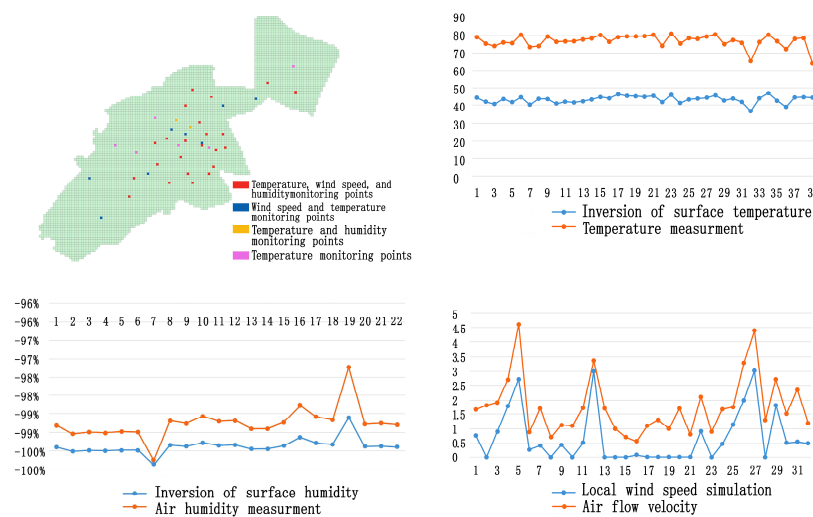 Temperature, wind speed, and
humiditymonitoring points
Wind speed and temperature
monitoring points
Temperature and humidity
monitoring points
Temperature monitoring points
90
80
70
60
50
40
30
20
10
0
1 3 5 7 9 11 13 15 17 19 21 23 25 27 29 31 33 35 37 3
Inversion of surface temperature
Temperature measurment
-96%
-96%
-97%
-97%
-98%
-98%
-99%
-99%
-100%
-100%
1 2 3 4 5 6 7 8 9 10 11 12 13 14 15 16 17 18 19 20 21 22
Inversion of surface humidity
Air humidity measurment
5
4.5
4
3.5
3
2.5
2
1.5
1
0.5
0
1 3 5 7 9 11 13 15 17 19 21 23 25 27 29 31
Local wind speed simulation
Air flow velocity